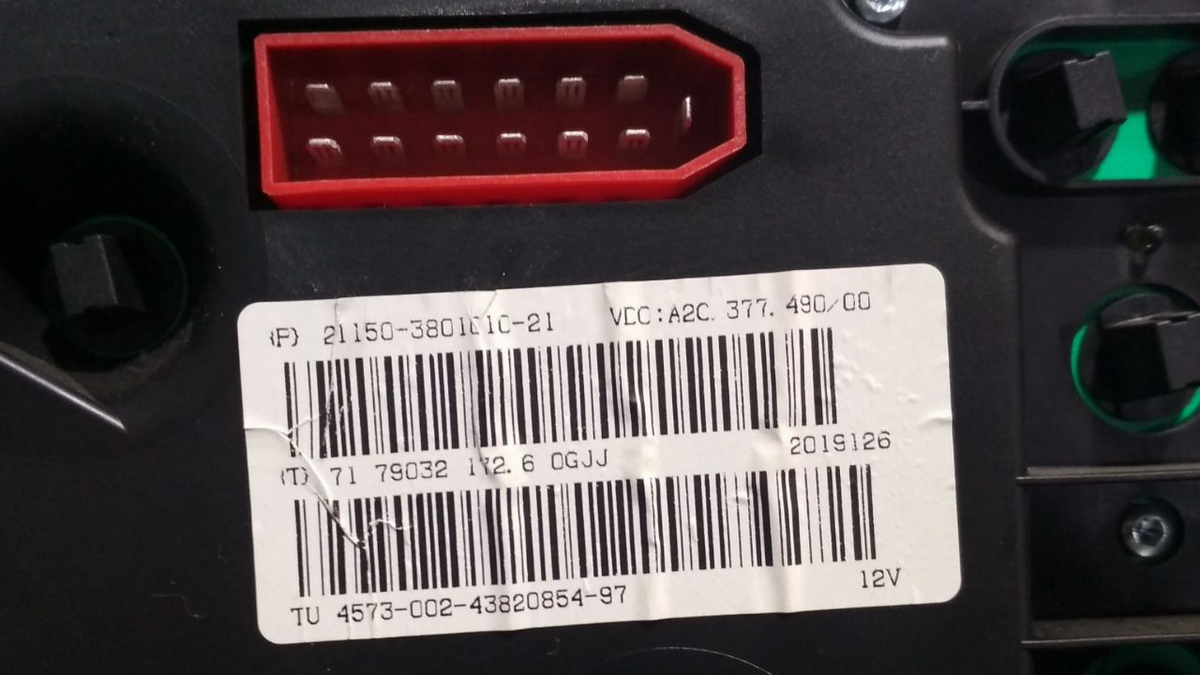 {P} 21150-3801010-21 VDC:A2C. 377. 490/00
{T} 71 79032 172.6 0GJJ 2019126
TU 4573-002-43820854-97 12V